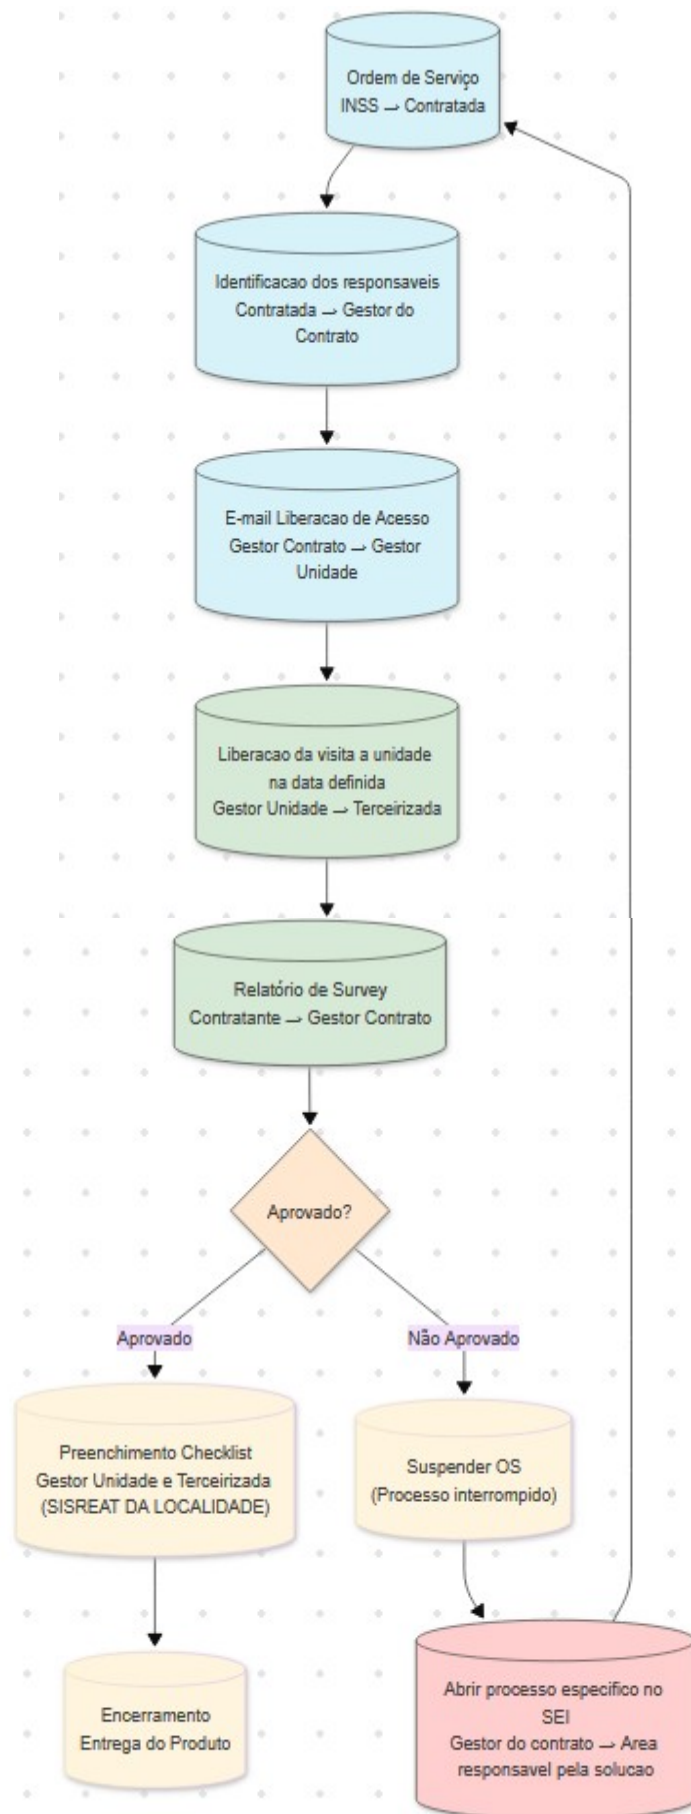 Ordem de Serviço
INSS → Contratada
Identificacao dos responsaveis
Contratada → Gestor do
Contrato
E-mail Liberacao de Acesso
Gestor Contrato → Gestor
Unidade
Liberacao da visita a unidade
na data definida
Gestor Unidade → Terceirizada
Relatório de Survey
Contratante → Gestor Contrato
Aprovado?
Aprovado
Não Aprovado
Preenchimento Checklist
Gestor Unidade e Terceirizada
(SISREAT DA LOCALIDADE)
Suspender OS
(Processo interrompido)
Encerramento
Entrega do Produto
Abrir processo especifico no
SEI
Gestor do contrato → Area
responsavel pela solucao